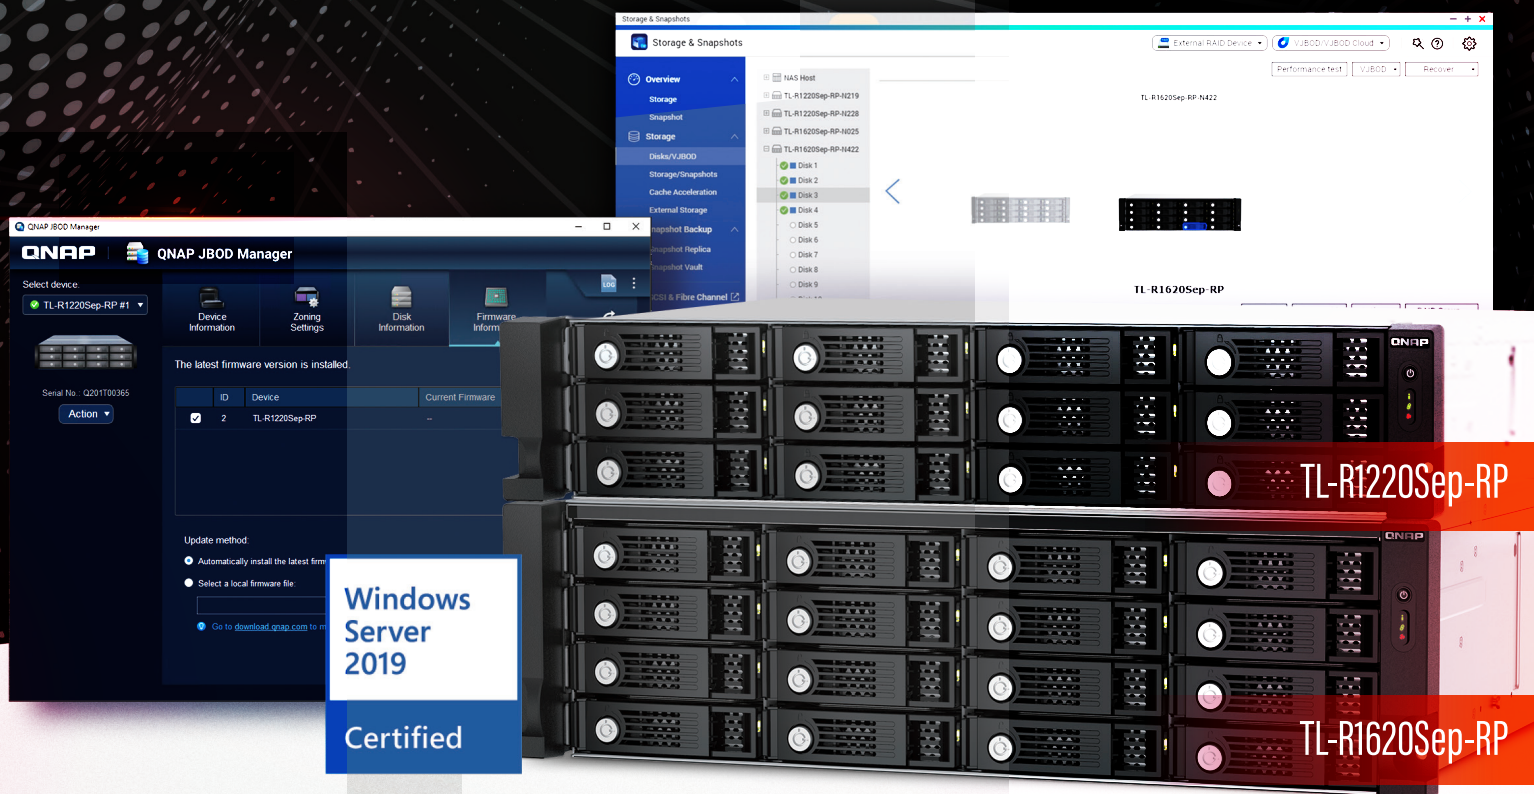 Storage & Snapshots
Storage & Snapshots
External RAID Device
VJBOD/VJBOD Cloud
Performance test
VJBOD
Recover
Overview
Storage
Snapshot
Storage
Disks/VJBOD
Storage/Snapshots
Cache Acceleration
External Storage
Snapshot Backup
Snapshot Replica
Snapshot Vault
iSCSI & Fibre Channel
NAS Host
TL-R1220Sep-RP-N219
TL-R1220Sep-RP-N228
TL-R1620Sep-RP-N025
TL-R1620Sep-RP-N422
Disk 1
Disk 2
Disk 3
Disk 4
Disk 5
Disk 6
Disk 7
Disk 8
Disk 9
TL-R1620Sep-RP-N422
TL-R1620Sep-RP
QNAP JBOD Manager
QNAP
QNAP JBOD Manager
Select device:
TL-R1220Sep-RP #1
Serial No.: Q201T00365
Action
Device
Information
Zoning
Settings
Disk
Information
Firmware
Inform
LOG
The latest firmware version is installed.
ID
Device
Current Firmware
2
TL-R1220Sep-RP
--
Update method:
Automatically install the latest firm
Select a local firmware file:
Go to download.qnap.com to m
Windows
Server
2019
Certified
QNAP
TL-R1220Sep-RP
QNAP
TL-R1620Sep-RP